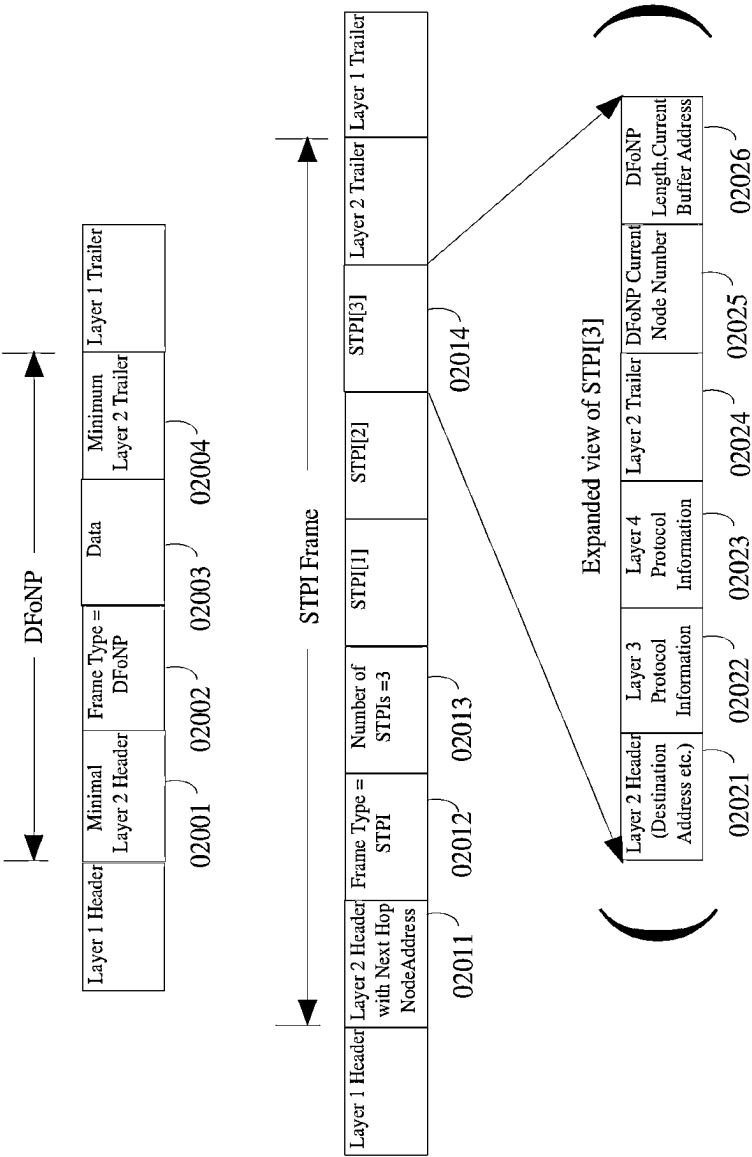 DFoNP
Layer 1 Header
Minimal
Layer 2 Header
Frame Type =
DFoNP
Data
Minimum
Layer 2 Trailer
Layer 1 Trailer
02001
02002
02003
02004
STPI Frame
Layer 1 Header
Layer 2 Header
with Next Hop
NodeAddress
Frame Type =
STPI
Number of
STPIs =3
STPI[1]
STPI[2]
STPI[3]
Layer 2 Trailer
Layer 1 Trailer
02011
02012
02013
02014
Expanded view of STPI[3]
Layer 2 Header
(Destination
Address etc.)
Layer 3
Protocol
Information
Layer 4
Protocol
Information
Layer 2 Trailer
DFoNP Current
Node Number
DFoNP
Length,Current
Buffer Address
02021
02022
02023
02024
02025
02026